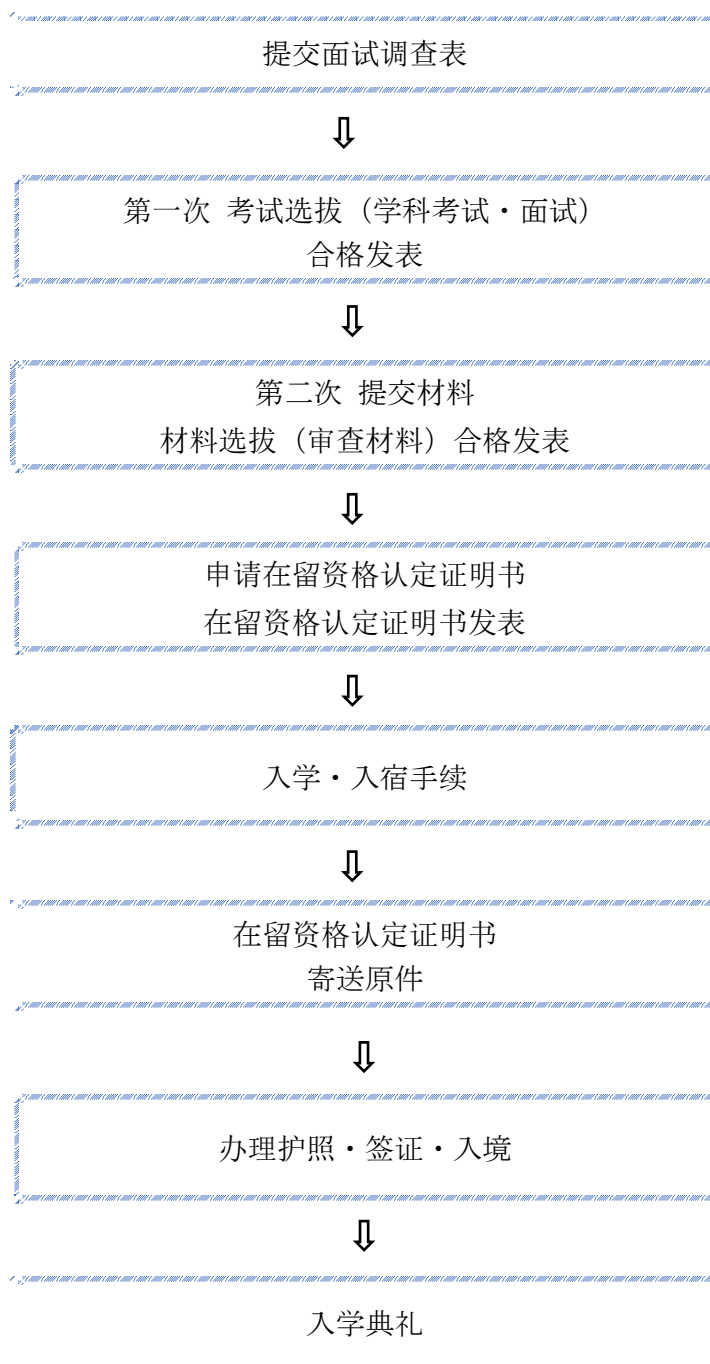 提交面试调查表
第一次 考试选拔（学科考试・面试）
合格发表
第二次 提交材料
材料选拔（审查材料）合格发表
申请在留资格认定证明书
在留资格认定证明书发表
入学・入宿手续
在留资格认定证明书
寄送原件
办理护照・签证・入境
入学典礼